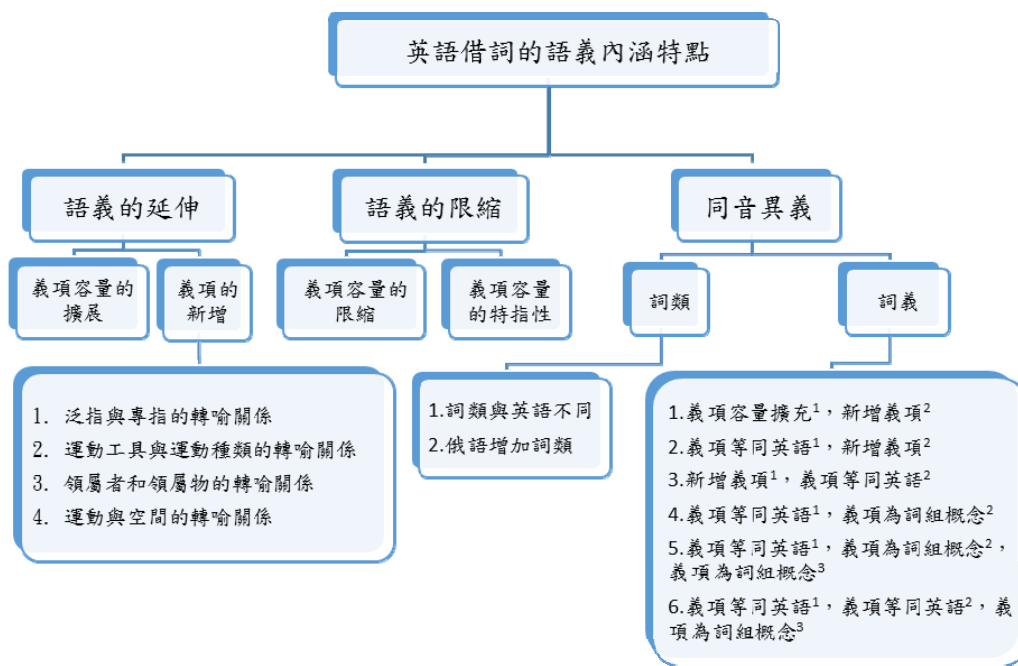 英語借詞的語義內涵特點
語義的延伸
語義的限縮
同音異義
義項容量的
擴展
義項的
新增
義項容量的
限縮
義項容量
的特指性
詞類
詞義
1. 泛指與專指的轉喻關係
2. 運動工具與運動種類的轉喻關係
3. 領屬者和領屬物的轉喻關係
4. 運動與空間的轉喻關係
1.詞類與英語不同
2.俄語增加詞類
1.義項容量擴充¹，新增義項²
2.義項等同英語¹，新增義項²
3.新增義項¹，義項等同英語²
4.義項等同英語¹，義項為詞組概念²
5.義項等同英語¹，義項為詞組概念²，
義項為詞組概念³
6.義項等同英語¹，義項等同英語²，義
項為詞組概念³